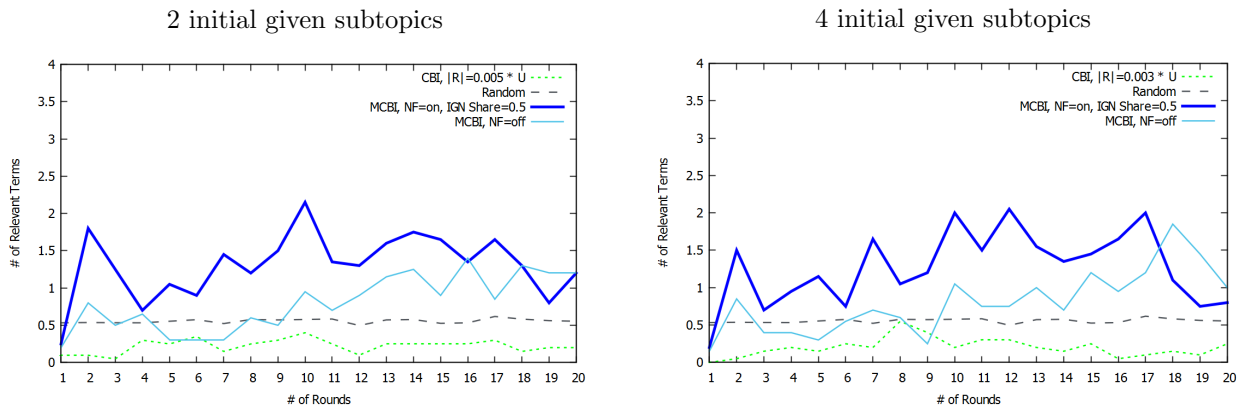 2 initial given subtopics
4
3.5
3
2.5
2
1.5
1
0.5
0
# of Relevant Terms
CBI, |R|=0.005 * U
Random
MCBI, NF=on, IGN Share=0.5
MCBI, NF=off
1 2 3 4 5 6 7 8 9 10 11 12 13 14 15 16 17 18 19 20
# of Rounds
4 initial given subtopics
4
3.5
3
2.5
2
1.5
1
0.5
0
# of Relevant Terms
CBI, |R|=0.003 * U
Random
MCBI, NF=on, IGN Share=0.5
MCBI, NF=off
1 2 3 4 5 6 7 8 9 10 11 12 13 14 15 16 17 18 19 20
# of Rounds